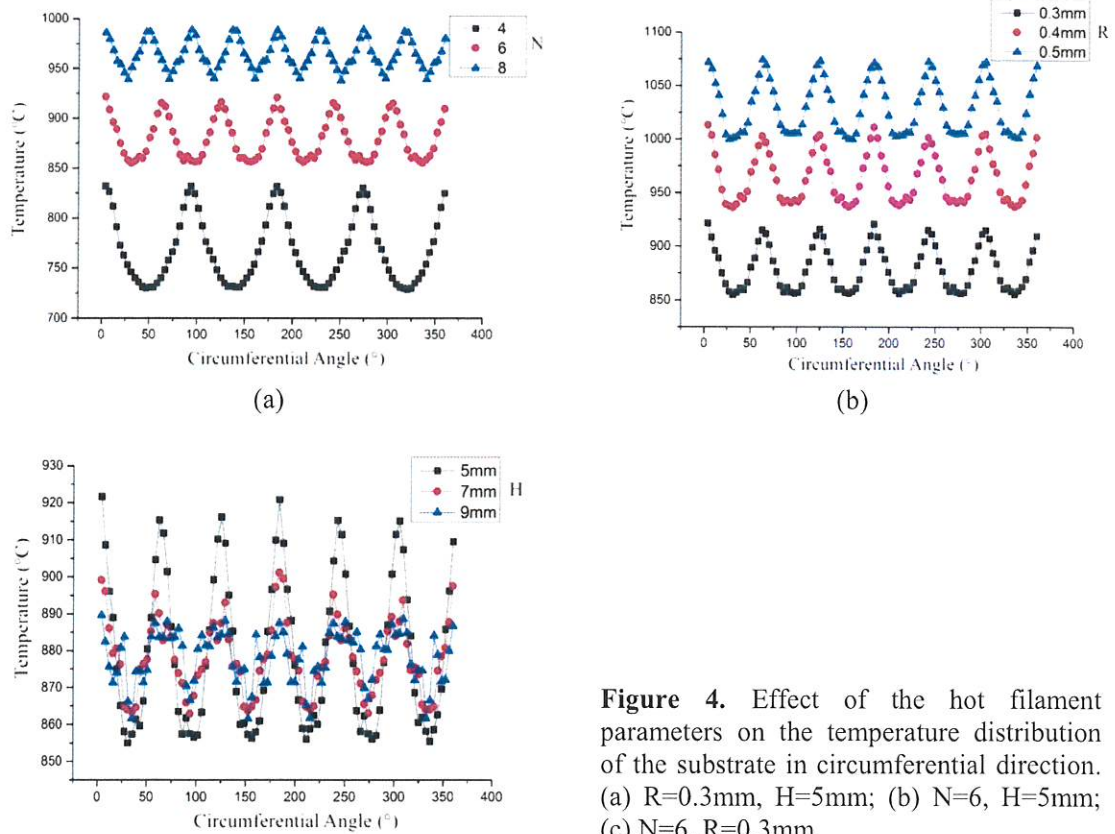 1000
950
900
850
800
750
700
Temperature (°C)
4
6
8
N
0 50 100 150 200 250 300 350 400
Circumferential Angle (°)
(a)
1100
1050
1000
950
900
850
Temperature (°C)
0.3mm
0.4mm
0.5mm
R
0 50 100 150 200 250 300 350 400
Circumferential Angle (°)
(b)
930
920
910
900
890
880
870
860
850
Temperature (°C)
5mm
7mm
9mm
H
0 50 100 150 200 250 300 350 400
Circumferential Angle (°)
Figure 4. Effect of the hot filament
parameters on the temperature distribution
of the substrate in circumferential direction.
(a) R=0.3mm, H=5mm; (b) N=6, H=5mm;
(c) N=6, R=0.3mm